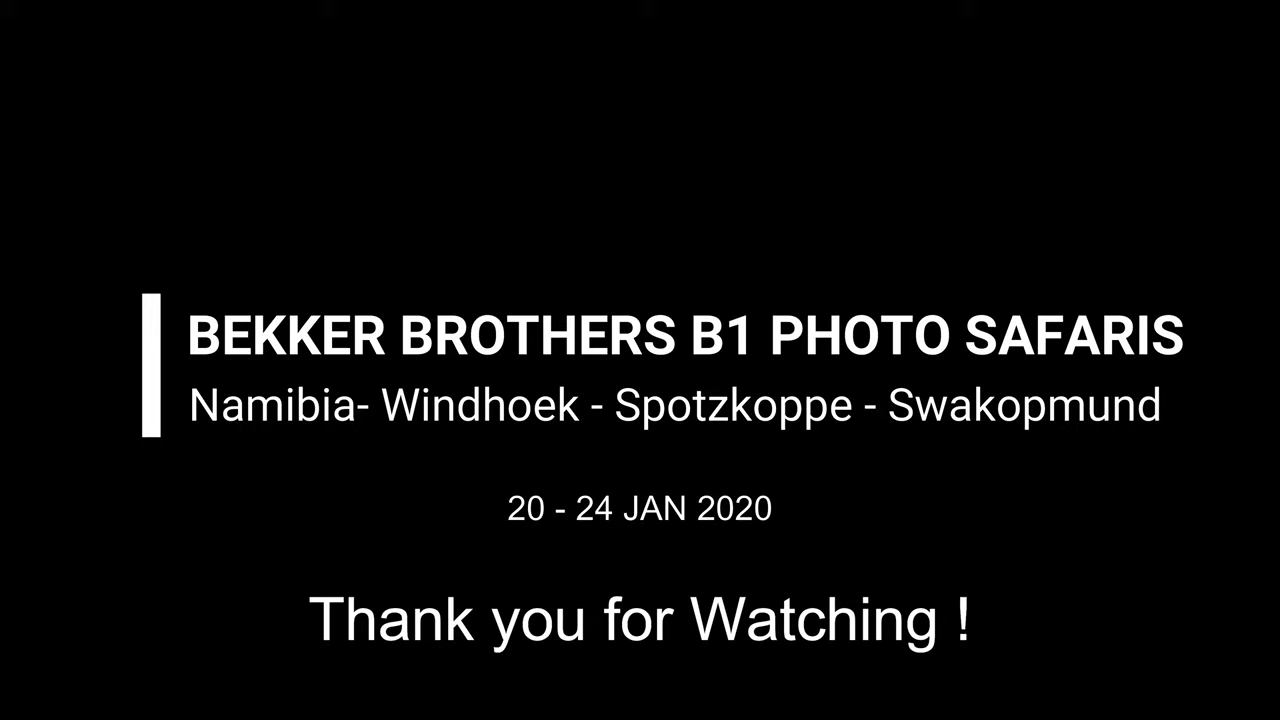 BEKKER BROTHERS B1 PHOTO SAFARIS
Namibia- Windhoek - Spotzkoppe - Swakopmund
20 - 24 JAN 2020
Thank you for Watching !